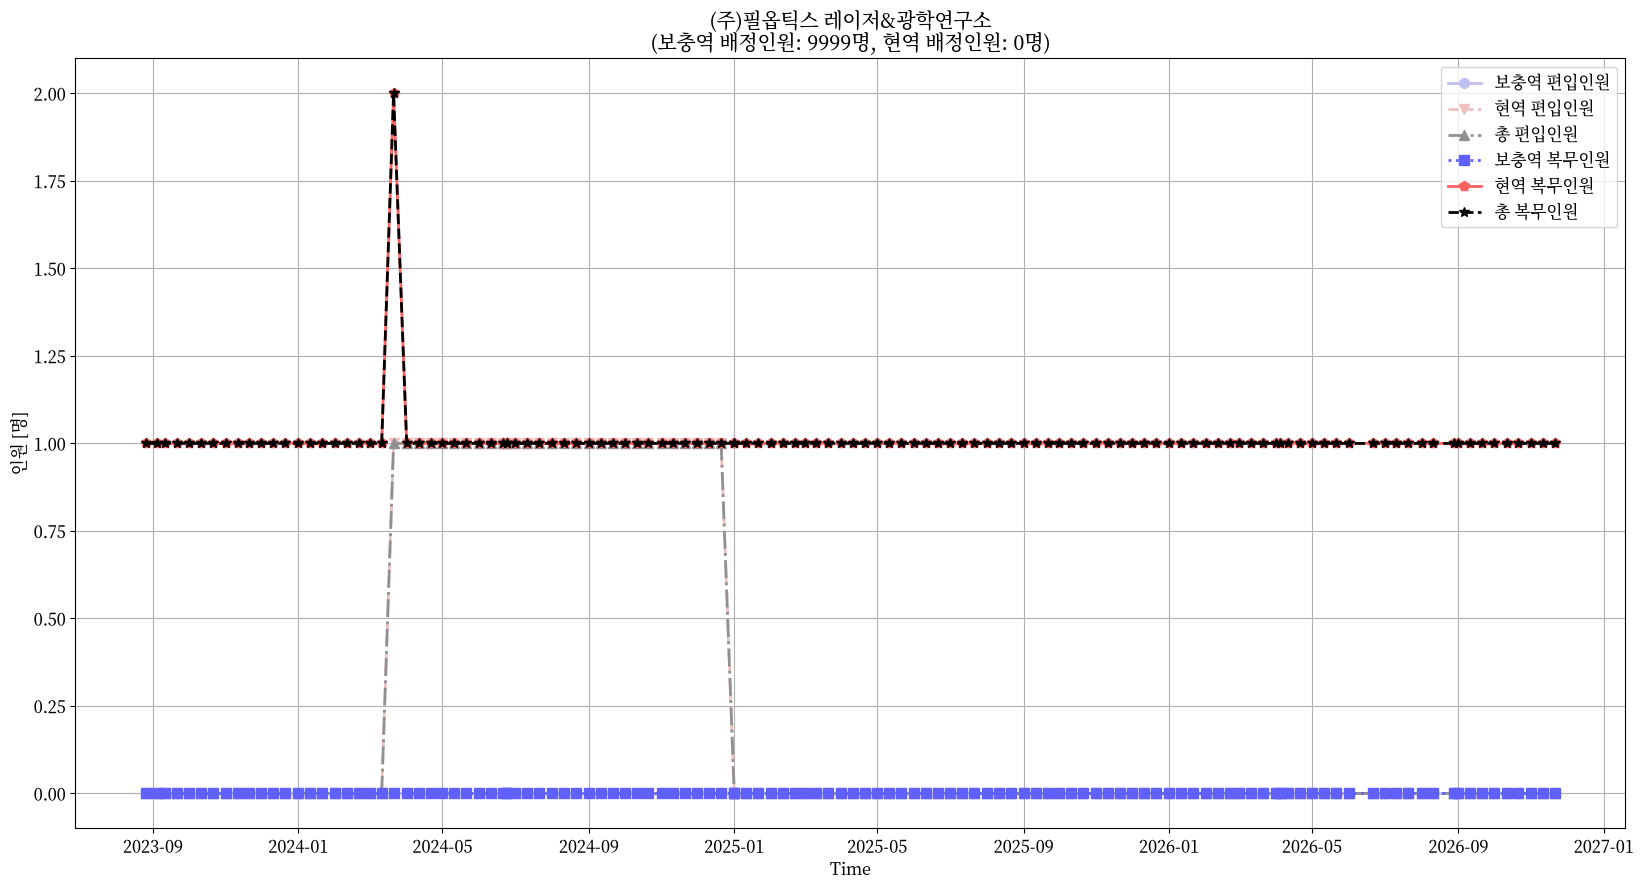 (주)필옵틱스 레이저&광학연구소
(보충역 배정인원: 9999명, 현역 배정인원: 0명)
보충역 편입인원
현역 편입인원
총 편입인원
보충역 복무인원
현역 복무인원
총 복무인원
인원 [명]
2.00
1.75
1.50
1.25
1.00
0.75
0.50
0.25
0.00
2023-09
2024-01
2024-05
2024-09
2025-01
2025-05
2025-09
2026-01
2026-05
2026-09
2027-01
Time